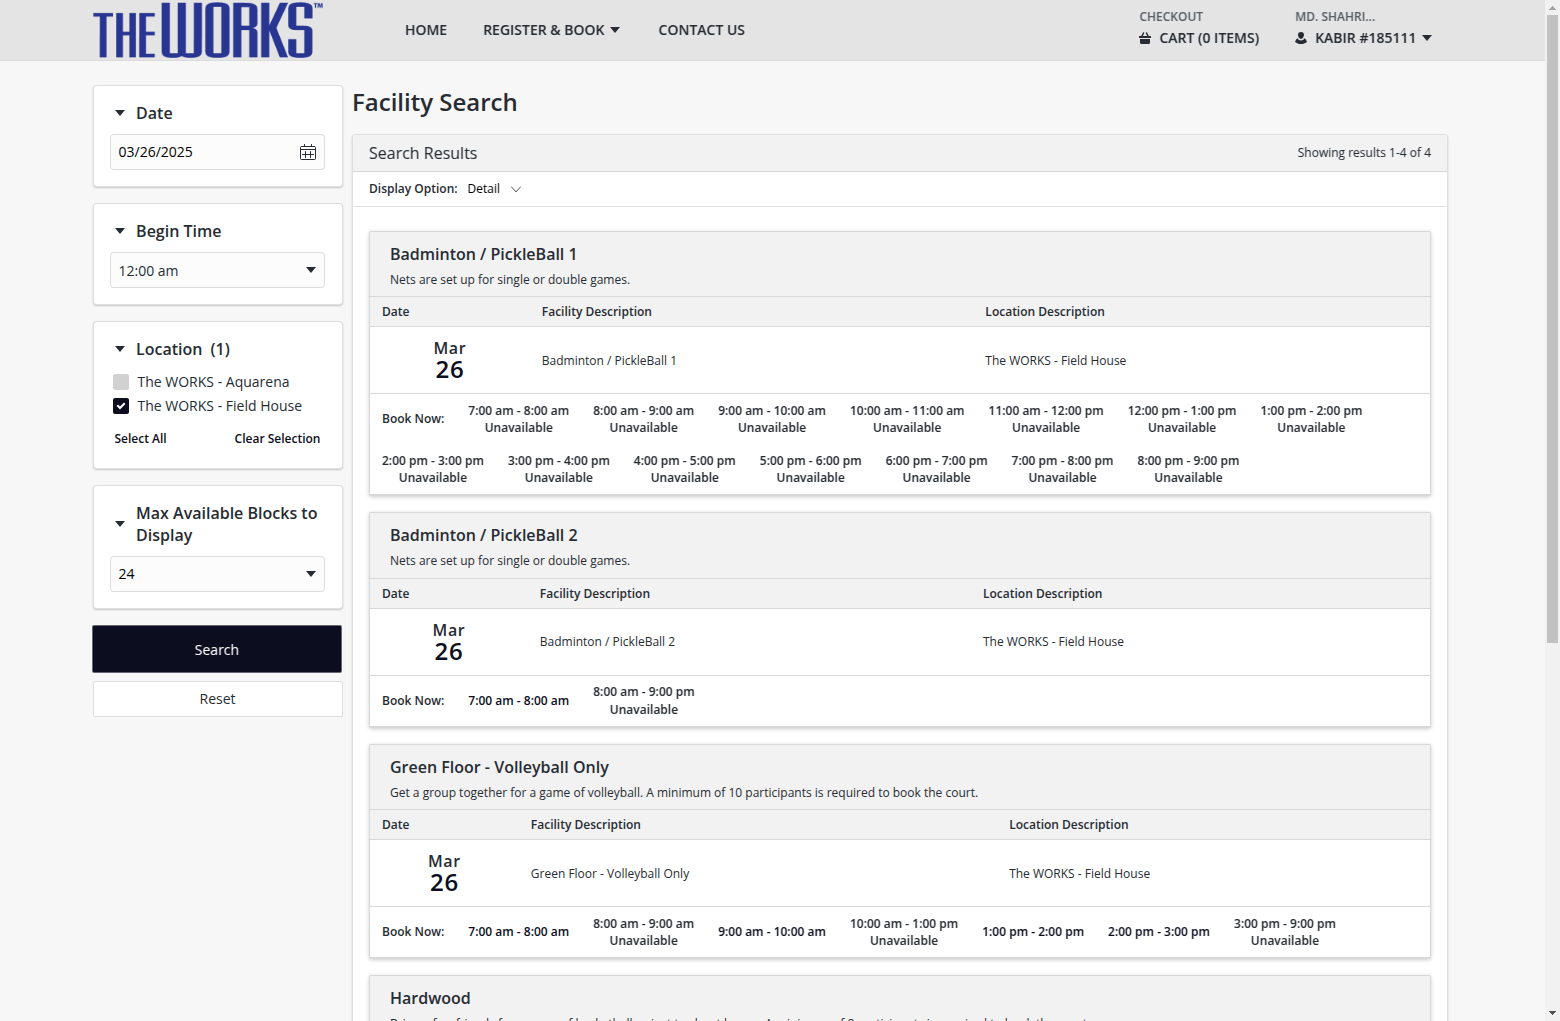 THE WORKS™
HOME
REGISTER & BOOK
CONTACT US
CHECKOUT
CART (0 ITEMS)
MD. SHAHRI...
KABIR #185111
Date
03/26/2025
Begin Time
12:00 am
Location (1)
The WORKS - Aquarena
The WORKS - Field House
Select All
Clear Selection
Max Available Blocks to
Display
24
Search
Reset
Facility Search
Search Results
Showing results 1-4 of 4
Display Option: Detail
Badminton / PickleBall 1
Nets are set up for single or double games.
Date Facility Description Location Description
Mar
26
Badminton / PickleBall 1
The WORKS - Field House
Book Now:
7:00 am - 8:00 am
Unavailable
8:00 am - 9:00 am
Unavailable
9:00 am - 10:00 am
Unavailable
10:00 am - 11:00 am
Unavailable
11:00 am - 12:00 pm
Unavailable
12:00 pm - 1:00 pm
Unavailable
1:00 pm - 2:00 pm
Unavailable
2:00 pm - 3:00 pm
Unavailable
3:00 pm - 4:00 pm
Unavailable
4:00 pm - 5:00 pm
Unavailable
5:00 pm - 6:00 pm
Unavailable
6:00 pm - 7:00 pm
Unavailable
7:00 pm - 8:00 pm
Unavailable
8:00 pm - 9:00 pm
Unavailable
Badminton / PickleBall 2
Nets are set up for single or double games.
Date Facility Description Location Description
Mar
26
Badminton / PickleBall 2
The WORKS - Field House
Book Now:
7:00 am - 8:00 am
8:00 am - 9:00 pm
Unavailable
Green Floor - Volleyball Only
Get a group together for a game of volleyball. A minimum of 10 participants is required to book the court.
Date Facility Description Location Description
Mar
26
Green Floor - Volleyball Only
The WORKS - Field House
Book Now:
7:00 am - 8:00 am
8:00 am - 9:00 am
Unavailable
9:00 am - 10:00 am
10:00 am - 1:00 pm
Unavailable
1:00 pm - 2:00 pm
2:00 pm - 3:00 pm
3:00 pm - 9:00 pm
Unavailable
Hardwood